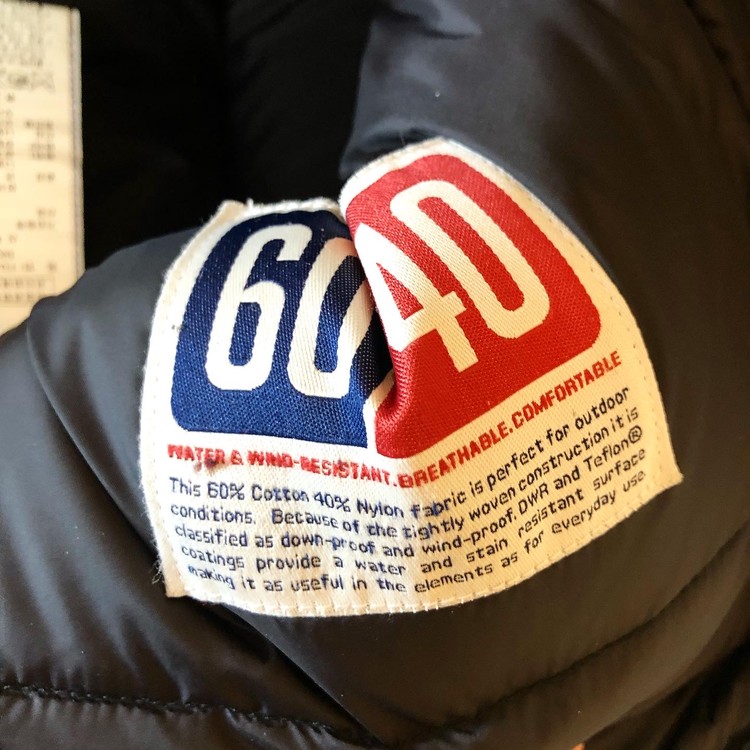 60 40
WATER & WIND-RESISTANT. BREATHABLE. COMFORTABLE
This 60% Cotton 40% Nylon fabric is perfect for outdoor
conditions. Because of the tightly woven construction it is
classified as down-proof and wind-proof. DWR and Teflon®
coatings provide a water and stain resistant surface
making it as useful in the elements as for everyday use